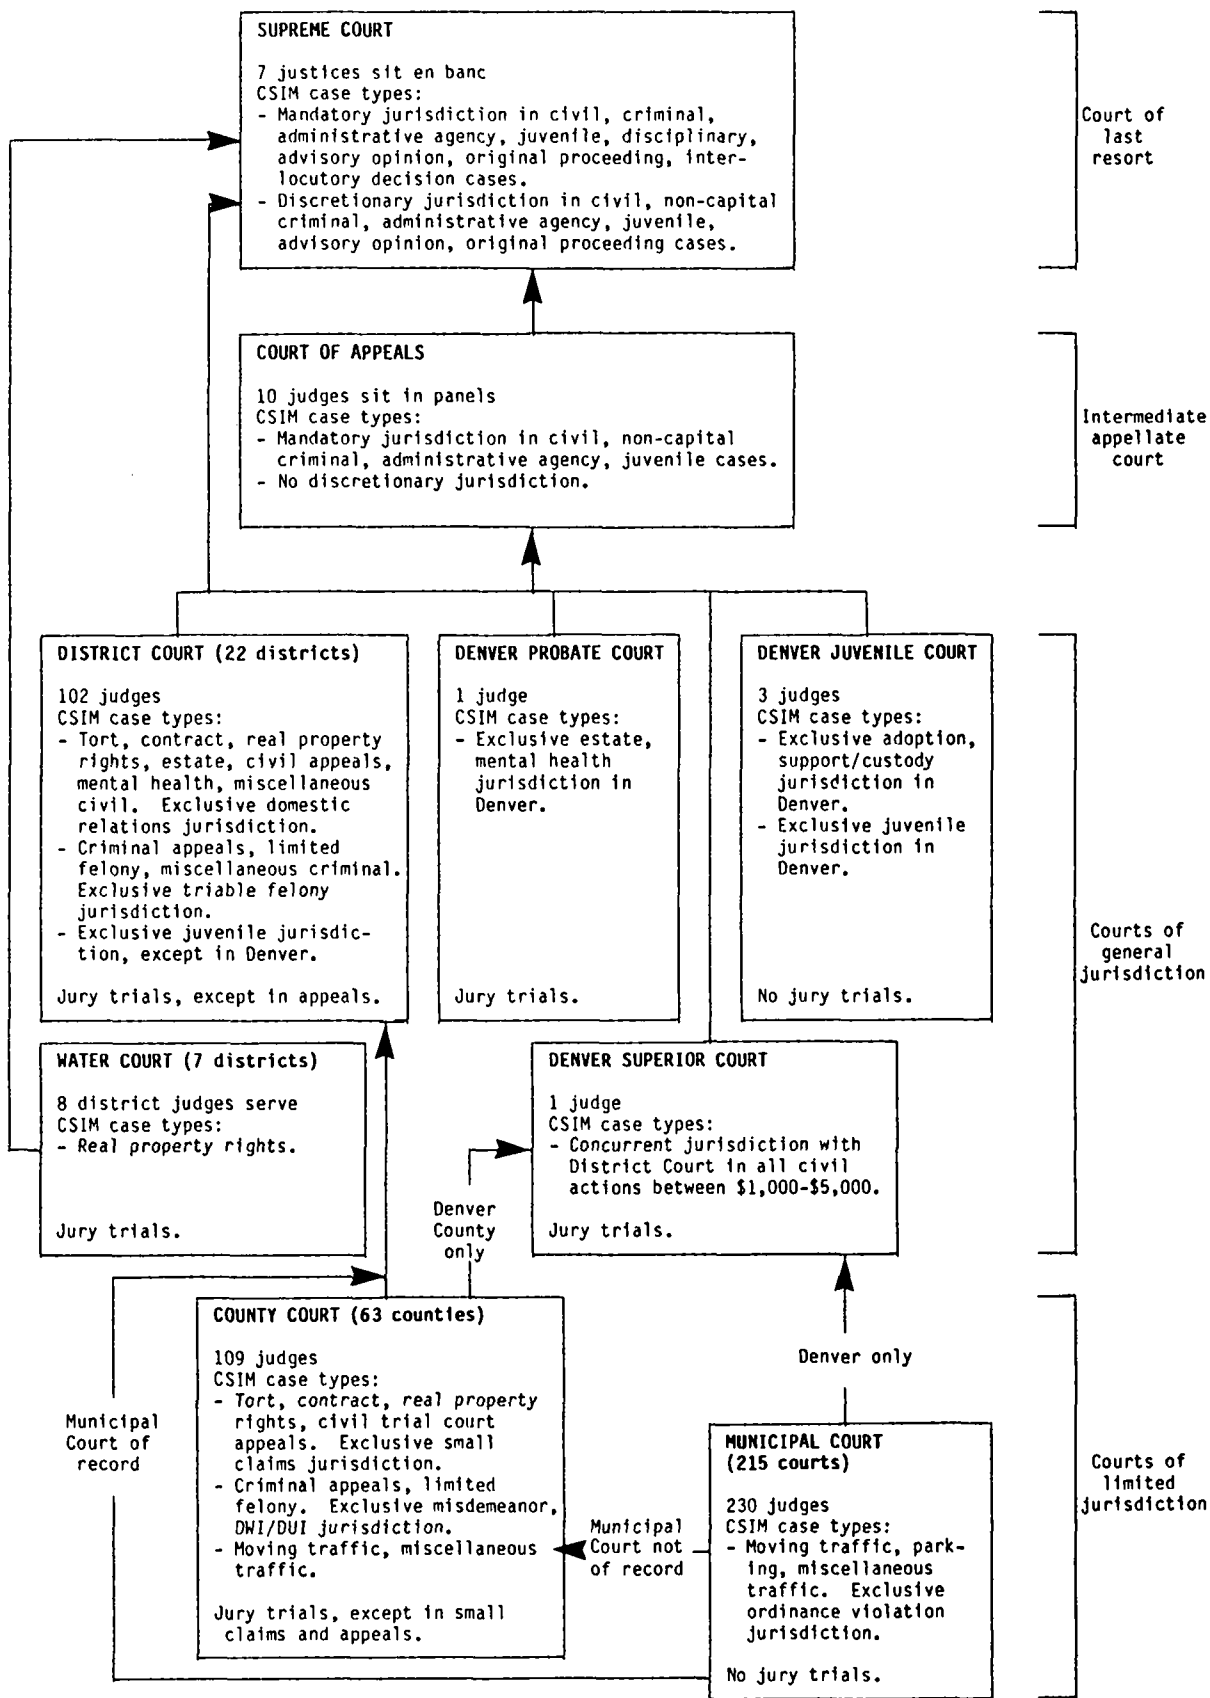 SUPREME COURT
7 justices sit en banc
CSIM case types:
- Mandatory jurisdiction in civil, criminal,
administrative agency, juvenile, disciplinary,
advisory opinion, original proceeding, inter-
locutory decision cases.
- Discretionary jurisdiction in civil, non-capital
criminal, administrative agency, juvenile,
advisory opinion, original proceeding cases.
Court of
last
resort
COURT OF APPEALS
10 judges sit in panels
CSIM case types:
- Mandatory jurisdiction in civil, non-capital
criminal, administrative agency, juvenile cases.
- No discretionary jurisdiction.
Intermediate
appellate
court
DISTRICT COURT (22 districts)
102 judges
CSIM case types:
- Tort, contract, real property
rights, estate, civil appeals,
mental health, miscellaneous
civil. Exclusive domestic
relations jurisdiction.
- Criminal appeals, limited
felony, miscellaneous criminal.
Exclusive triable felony
jurisdiction.
- Exclusive juvenile jurisdic-
tion, except in Denver.
Jury trials, except in appeals.
DENVER PROBATE COURT
1 judge
CSIM case types:
- Exclusive estate,
mental health
jurisdiction in
Denver.
Jury trials.
DENVER JUVENILE COURT
3 judges
CSIM case types:
- Exclusive adoption,
support/custody
jurisdiction in
Denver.
- Exclusive juvenile
jurisdiction in
Denver.
No jury trials.
Courts of
general
jurisdiction
WATER COURT (7 districts)
8 district judges serve
CSIM case types:
- Real property rights.
Jury trials.
DENVER SUPERIOR COURT
1 judge
CSIM case types:
- Concurrent jurisdiction with
District Court in all civil
actions between $1,000-$5,000.
Jury trials.
Denver
County
only
COUNTY COURT (63 counties)
109 judges
CSIM case types:
- Tort, contract, real property
rights, civil trial court
appeals. Exclusive small
claims jurisdiction.
- Criminal appeals, limited
felony. Exclusive misdemeanor,
DWI/DUI jurisdiction.
- Moving traffic, miscellaneous
traffic.
Jury trials, except in small
claims and appeals.
Municipal
Court of
record
Municipal
Court not
of record
Denver only
MUNICIPAL COURT
(215 courts)
230 judges
CSIM case types:
- Moving traffic, park-
ing, miscellaneous
traffic. Exclusive
ordinance violation
jurisdiction.
No jury trials.
Courts of
limited
jurisdiction